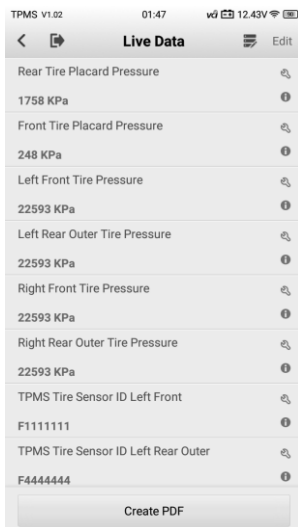 TPMS V1.02 01:47 12.43V
Live Data Edit
Rear Tire Placard Pressure
1758 KPa
Front Tire Placard Pressure
248 KPa
Left Front Tire Pressure
22593 KPa
Left Rear Outer Tire Pressure
22593 KPa
Right Front Tire Pressure
22593 KPa
Right Rear Outer Tire Pressure
22593 KPa
TPMS Tire Sensor ID Left Front
F1111111
TPMS Tire Sensor ID Left Rear Outer
F4444444
Create PDF